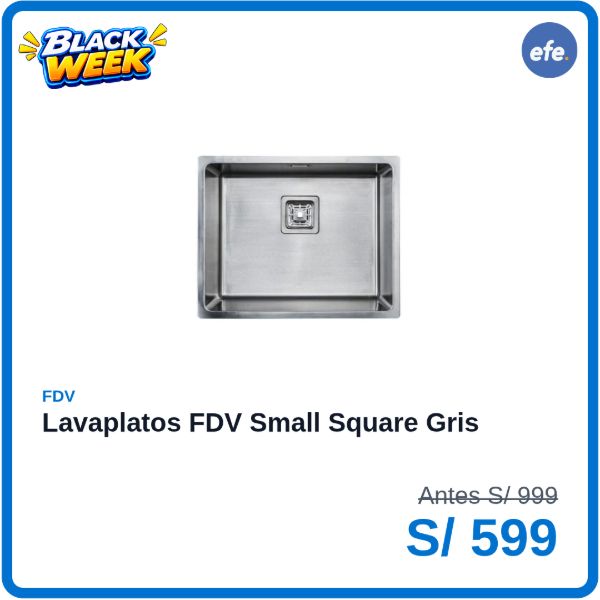 BLACK
WEEK
efe.
FDV
Lavaplatos FDV Small Square Gris
Antes S/ 999
S/ 599